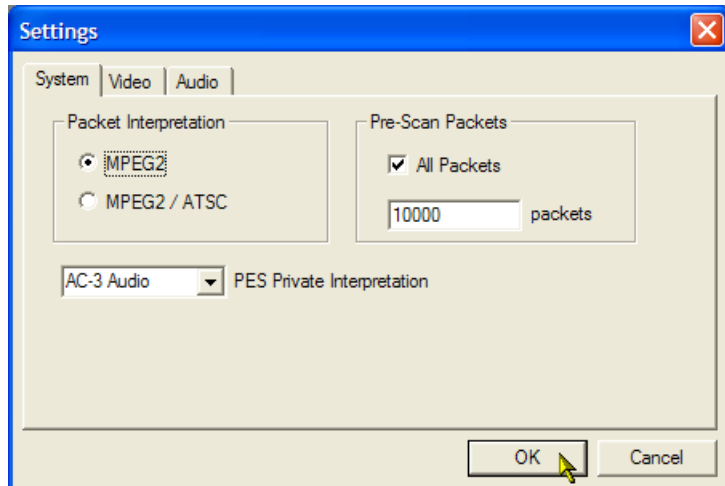 Settings
System Video Audio
Packet Interpretation
MPEG2
MPEG2 / ATSC
Pre-Scan Packets
All Packets
10000 packets
AC-3 Audio PES Private Interpretation
OK Cancel